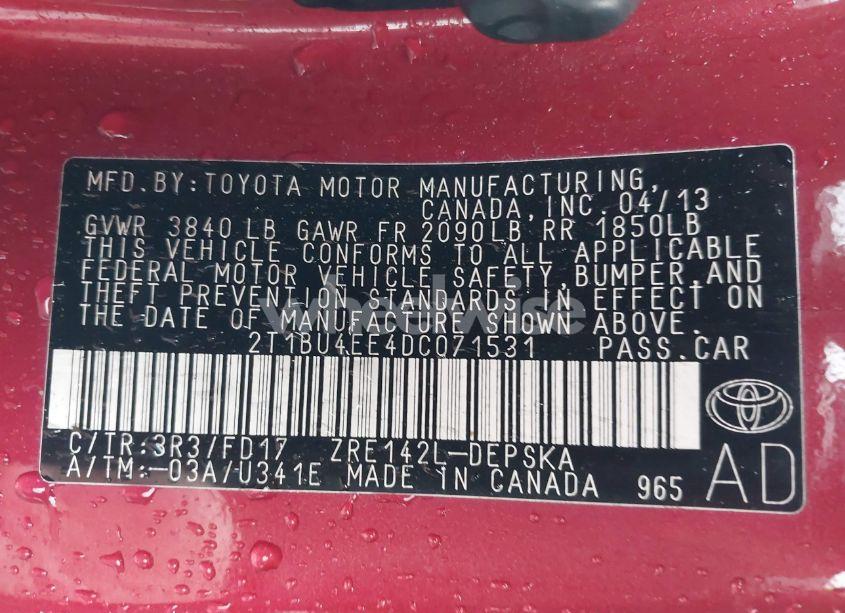 MFD.BY:TOYOTA MOTOR MANUFACTURING,
CANADA,INC.04/13
GVWR 3840LB GAWR FR 2090LB RR 1850LB
THIS VEHICLE CONFORMS TO ALL APPLICABLE
FEDERAL MOTOR VEHICLE SAFETY,BUMPER,AND
THEFT PREVENTION STANDARDS IN EFFECT ON
THE DATE OF MANUFACTURE SHOWN ABOVE.
2T1BU4EE4DC071531 PASS.CAR
C/TR:3R3/FD17 ZRE142L-DEPSKA
A/TM:-03A/U341E MADE IN CANADA 965 AD
wheelwise